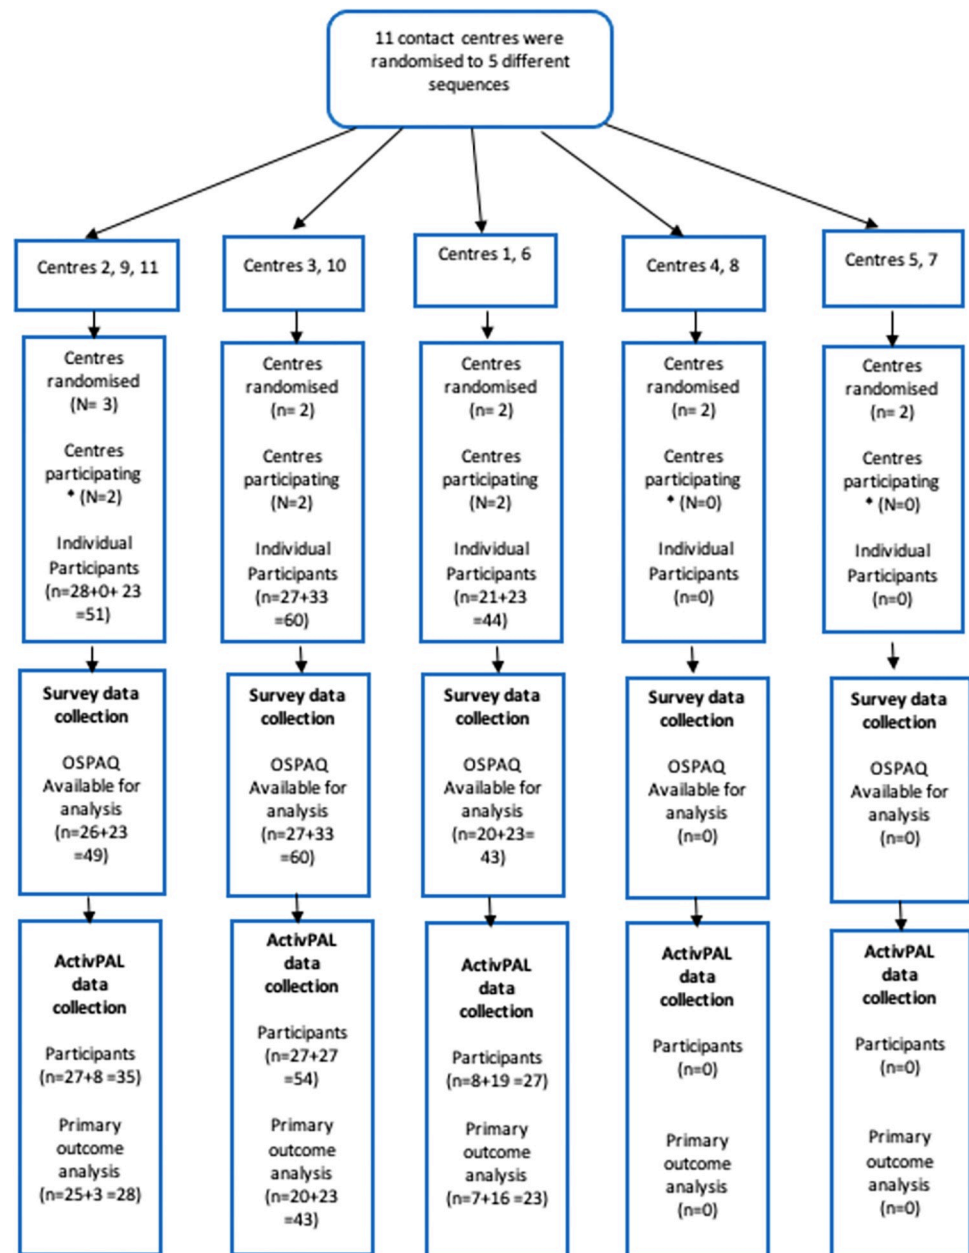 11 contact centres were
randomised to 5 different
sequences
Centres 2, 9, 11
Centres 3, 10
Centres 1, 6
Centres 4, 8
Centres 5, 7
Centres
randomised
(N= 3)
Centres
participating
* (N=2)
Individual
Participants
(n=28+0+ 23
=51)
Centres
randomised
(n= 2)
Centres
participating
(N=2)
Individual
Participants
(n=27+33
=60)
Centres
randomised
(n= 2)
Centres
participating
(N=2)
Individual
Participants
(n=21+23
=44)
Centres
randomised
(n= 2)
Centres
participating
* (N=0)
Individual
Participants
(n=0)
Centres
randomised
(n= 2)
Centres
participating
* (N=0)
Individual
Participants
(n=0)
Survey data
collection
OSPAQ
Available for
analysis
(n=26+23
=49)
Survey data
collection
OSPAQ
Available for
analysis
(n=27+33
=60)
Survey data
collection
OSPAQ
Available for
analysis
(n=20+23=
43)
Survey data
collection
OSPAQ
Available for
analysis
(n=0)
Survey data
collection
OSPAQ
Available for
analysis
(n=0)
ActivPAL
data
collection
Participants
(n=27+8 =35)
Primary
outcome
analysis
(n=25+3 =28)
ActivPAL
data
collection
Participants
(n=27+27
=54)
Primary
outcome
analysis
(n=20+23
=43)
ActivPAL
data
collection
Participants
(n=8+19 =27)
Primary
outcome
analysis
(n=7+16 =23)
ActivPAL
data
collection
Participants
(n=0)
Primary
outcome
analysis
(n=0)
ActivPAL
data
collection
Participants
(n=0)
Primary
outcome
analysis
(n=0)